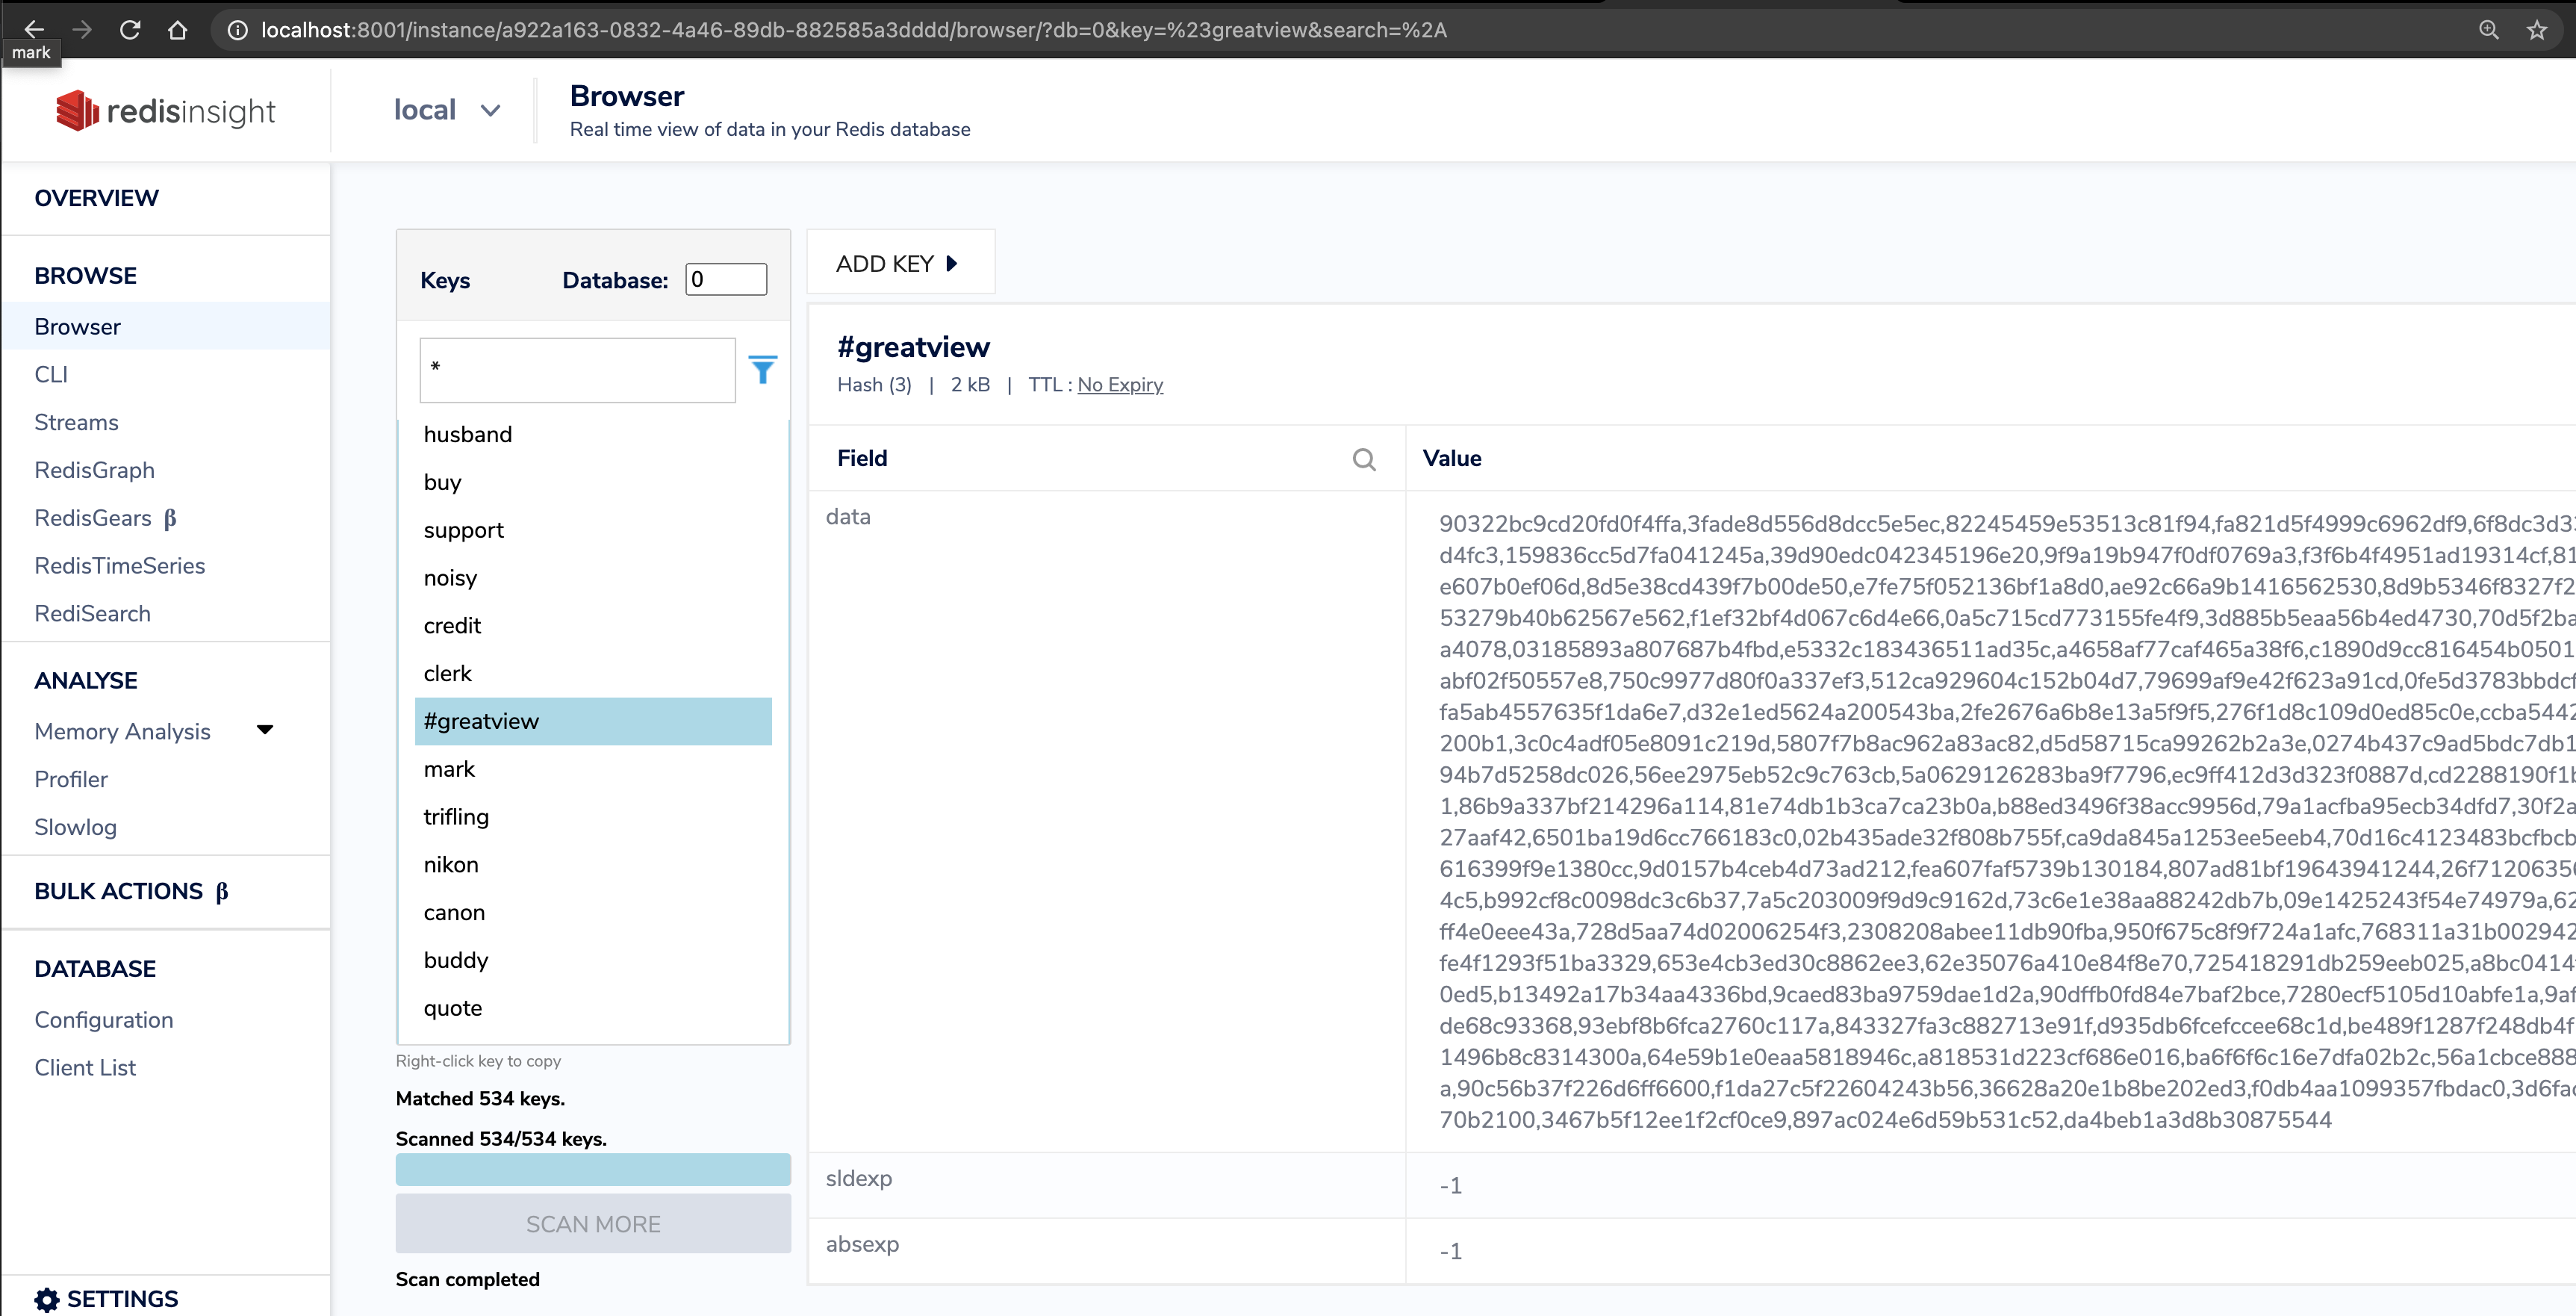 localhost:8001/instance/a922a163-0832-4a46-89db-882585a3dddd/browser/?db=0&key=%23greatview&search=%2A
mark
redisinsight
local
Browser
Real time view of data in your Redis database
OVERVIEW
BROWSE
Browser
CLI
Streams
RedisGraph
RedisGears β
RedisTimeSeries
RediSearch
ANALYSE
Memory Analysis
Profiler
Slowlog
BULK ACTIONS β
DATABASE
Configuration
Client List
SETTINGS
Keys Database: 0
*
husband
buy
support
noisy
credit
clerk
#greatview
mark
trifling
nikon
canon
buddy
quote
Right-click key to copy
Matched 534 keys.
Scanned 534/534 keys.
SCAN MORE
Scan completed
ADD KEY
#greatview
Hash (3) | 2 kB | TTL : No Expiry
Field Value
data
90322bc9cd20fd0f4ffa,3fade8d556d8dcc5e5ec,82245459e53513c81f94,fa821d5f4999c6962df9,6f8dc3d3
d4fc3,159836cc5d7fa041245a,39d90edc042345196e20,9f9a19b947f0df0769a3,f3f6b4f4951ad19314cf,81
e607b0ef06d,8d5e38cd439f7b00de50,e7fe75f052136bf1a8d0,ae92c66a9b1416562530,8d9b5346f8327f2
53279b40b62567e562,f1ef32bf4d067c6d4e66,0a5c715cd773155fe4f9,3d885b5eaa56b4ed4730,70d5f2ba
a4078,03185893a807687b4fbd,e5332c183436511ad35c,a4658af77caf465a38f6,c1890d9cc816454b0501
abf02f50557e8,750c9977d80f0a337ef3,512ca929604c152b04d7,79699af9e42f623a91cd,0fe5d3783bbdcf
fa5ab4557635f1da6e7,d32e1ed5624a200543ba,2fe2676a6b8e13a5f9f5,276f1d8c109d0ed85c0e,ccba5442
200b1,3c0c4adf05e8091c219d,5807f7b8ac962a83ac82,d5d58715ca99262b2a3e,0274b437c9ad5bdc7db1
94b7d5258dc026,56ee2975eb52c9c763cb,5a0629126283ba9f7796,ec9ff412d3d323f0887d,cd2288190f1b
1,86b9a337bf214296a114,81e74db1b3ca7ca23b0a,b88ed3496f38acc9956d,79a1acfba95ecb34dfd7,30f2a
27aaf42,6501ba19d6cc766183c0,02b435ade32f808b755f,ca9da845a1253ee5eeb4,70d16c4123483bcfbcb
616399f9e1380cc,9d0157b4ceb4d73ad212,fea607faf5739b130184,807ad81bf19643941244,26f7120635
4c5,b992cf8c0098dc3c6b37,7a5c203009f9d9c9162d,73c6e1e38aa88242db7b,09e1425243f54e74979a,62
ff4e0eee43a,728d5aa74d02006254f3,2308208abee11db90fba,950f675c8f9f724a1afc,768311a31b002942
fe4f1293f51ba3329,653e4cb3ed30c8862ee3,62e35076a410e84f8e70,725418291db259eeb025,a8bc0414
0ed5,b13492a17b34aa4336bd,9caed83ba9759dae1d2a,90dffb0fd84e7baf2bce,7280ecf5105d10abfe1a,9af
de68c93368,93ebf8b6fca2760c117a,843327fa3c882713e91f,d935db6fcefccee68c1d,be489f1287f248db4f
1496b8c8314300a,64e59b1e0eaa5818946c,a818531d223cf686e016,ba6f6f6c16e7dfa02b2c,56a1cbce888
a,90c56b37f226d6ff6600,f1da27c5f22604243b56,36628a20e1b8be202ed3,f0db4aa1099357fbdac0,3d6fac
70b2100,3467b5f12ee1f2cf0ce9,897ac024e6d59b531c52,da4beb1a3d8b30875544
sldexp -1
absexp -1